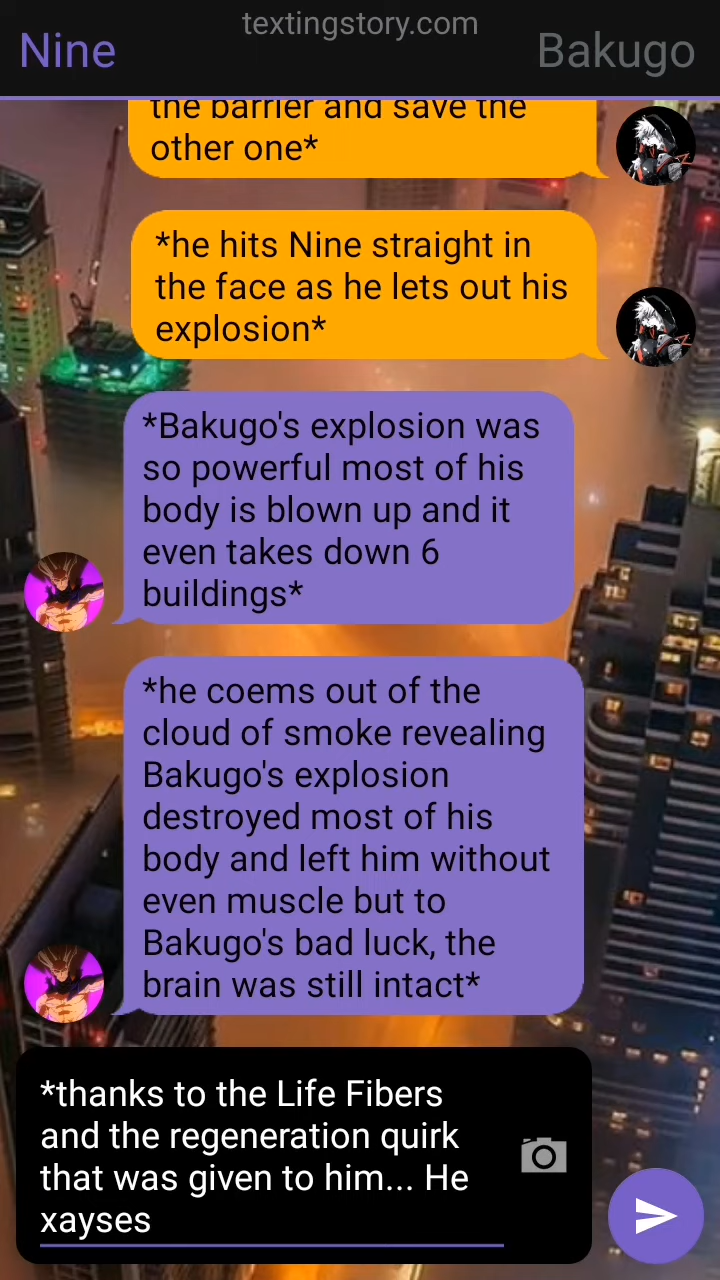 textingstory.com
Nine
Bakugo
the barrier and save the
other one*
*he hits Nine straight in
the face as he lets out his
explosion*
*Bakugo's explosion was
so powerful most of his
body is blown up and it
even takes down 6
buildings*
*he coems out of the
cloud of smoke revealing
Bakugo's explosion
destroyed most of his
body and left him without
even muscle but to
Bakugo's bad luck, the
brain was still intact*
*thanks to the Life Fibers
and the regeneration quirk
that was given to him... He
xayses